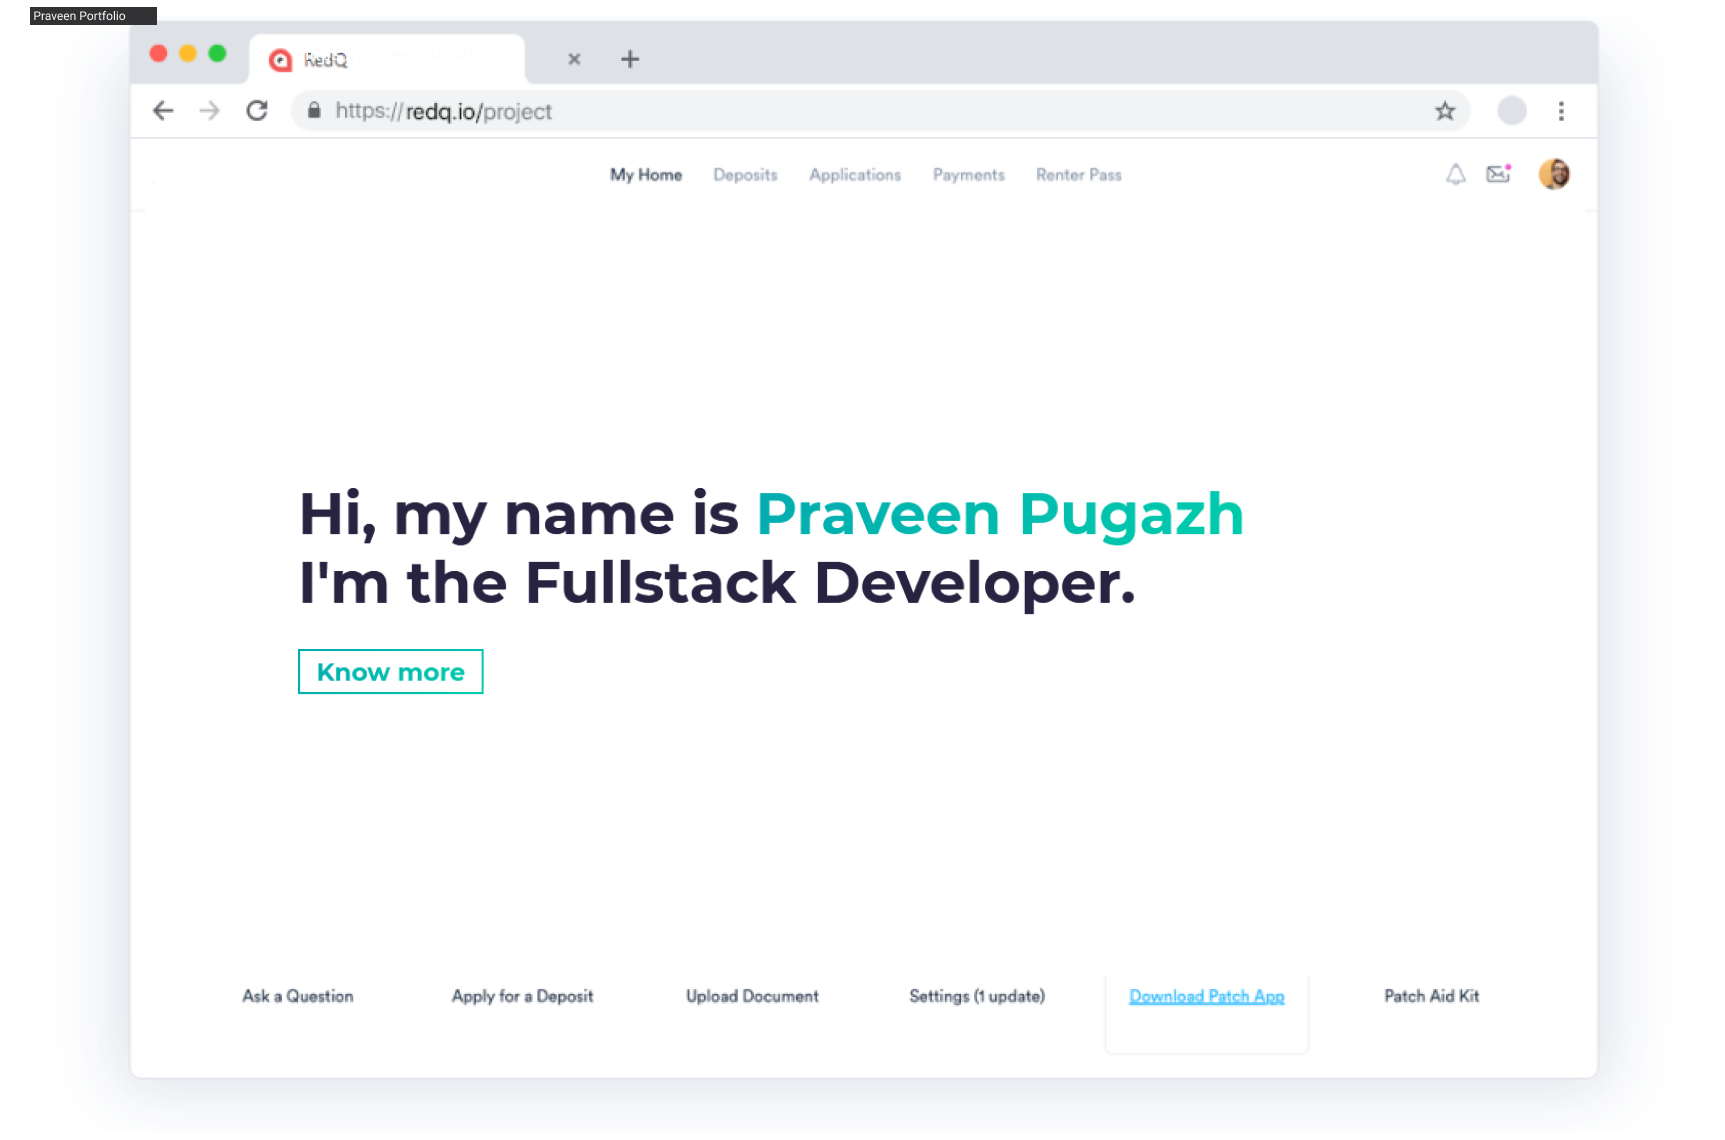 Praveen Portfolio
RedQ
https://redq.io/project
My Home Deposits Applications Payments Renter Pass
Hi, my name is Praveen Pugazh
I'm the Fullstack Developer.
Know more
Ask a Question Apply for a Deposit Upload Document Settings (1 update) Download Patch App Patch Aid Kit